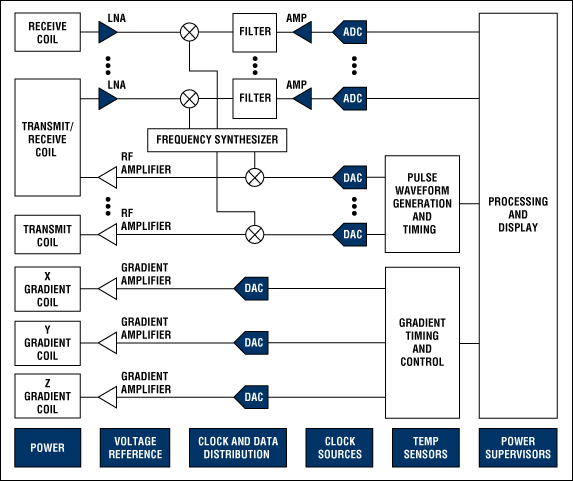 RECEIVE
COIL
LNA
FILTER
AMP
ADC
TRANSMIT/
RECEIVE
COIL
LNA
FILTER
AMP
ADC
FREQUENCY SYNTHESIZER
RF
AMPLIFIER
DAC
PULSE
WAVEFORM
GENERATION
AND
TIMING
PROCESSING
AND
DISPLAY
TRANSMIT
COIL
RF
AMPLIFIER
DAC
X
GRADIENT
COIL
GRADIENT
AMPLIFIER
DAC
Y
GRADIENT
COIL
GRADIENT
AMPLIFIER
DAC
GRADIENT
TIMING
AND
CONTROL
Z
GRADIENT
COIL
GRADIENT
AMPLIFIER
DAC
POWER
VOLTAGE
REFERENCE
CLOCK AND DATA
DISTRIBUTION
CLOCK
SOURCES
TEMP
SENSORS
POWER
SUPERVISORS